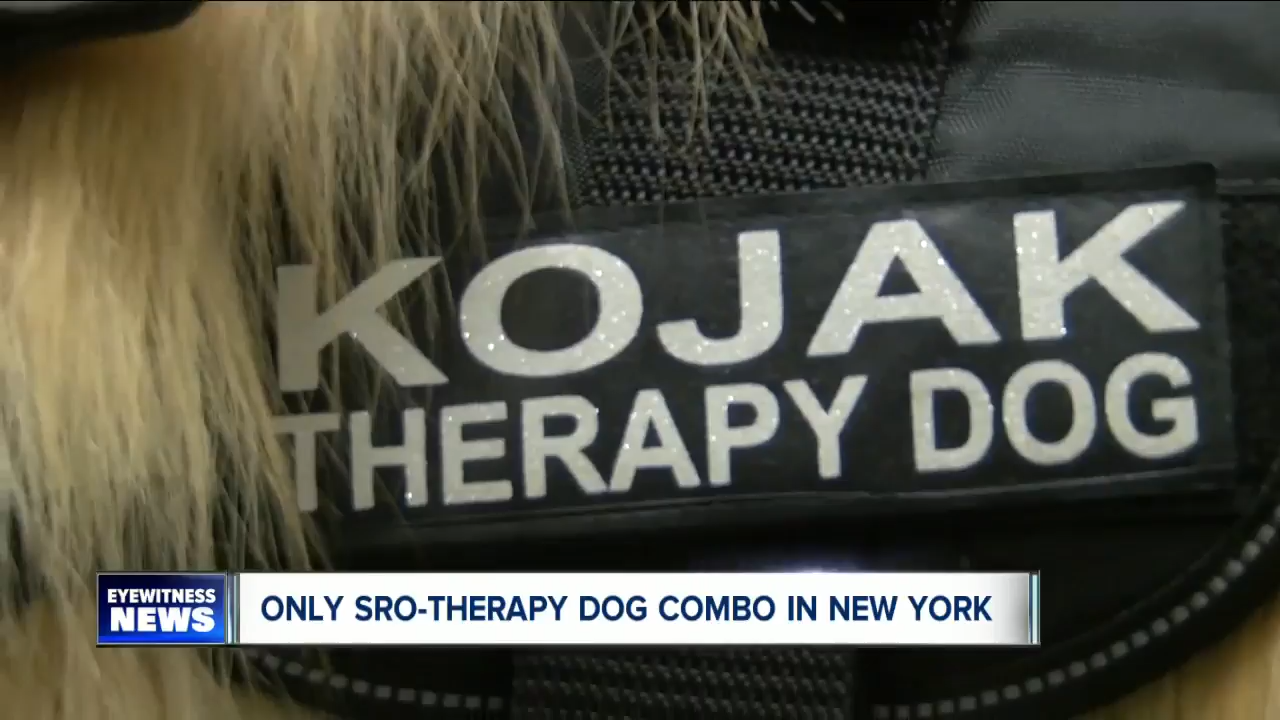 KOJAK
THERAPY DOG
EYEWITNESS
NEWS
ONLY SRO-THERAPY DOG COMBO IN NEW YORK